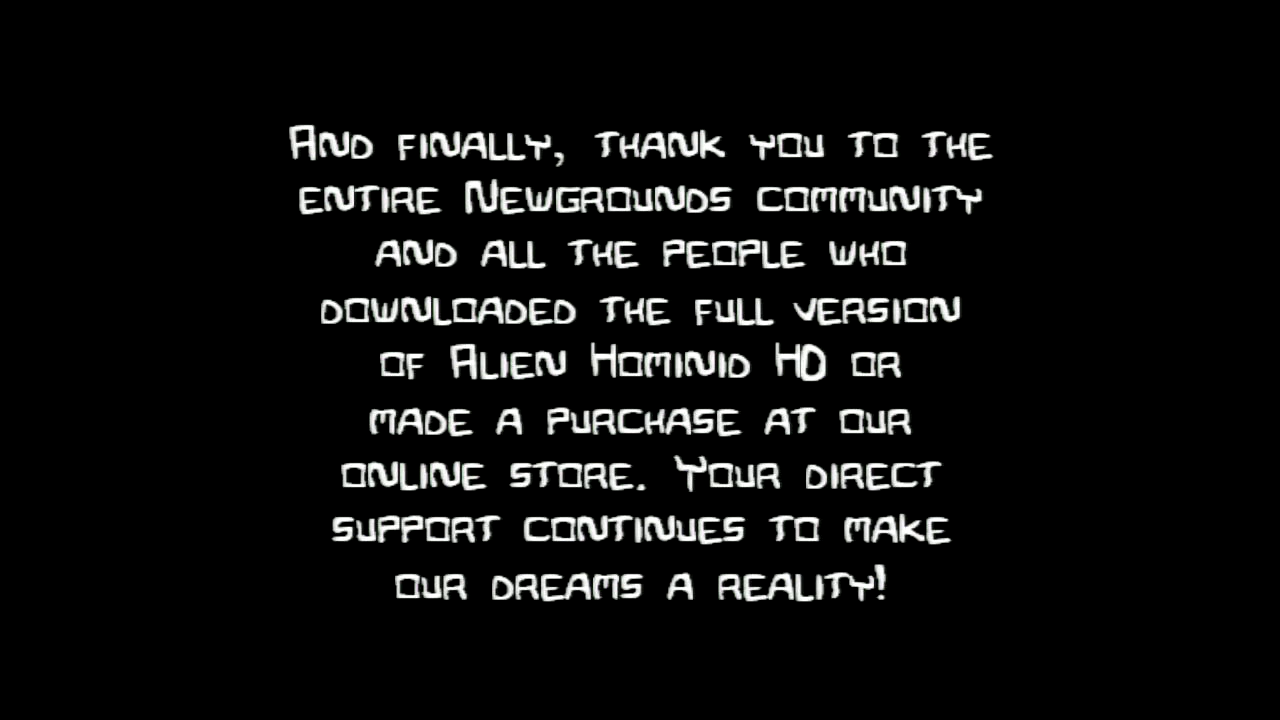 And finally, thank you to the
entire Newgrounds community
and all the people who
downloaded the full version
of Alien Hominid HD or
made a purchase at our
online store. Your direct
support continues to make
our dreams a reality!